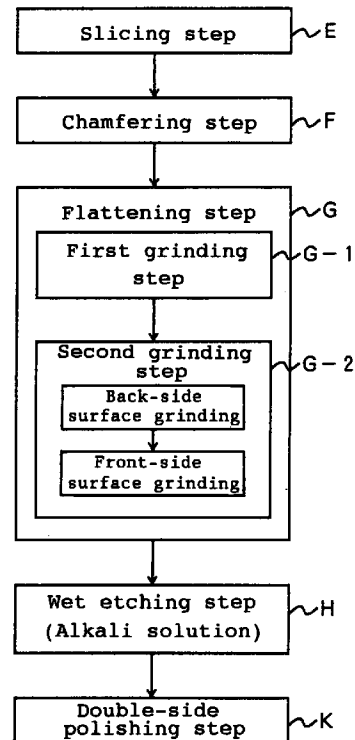 Slicing step
E
Chamfering step
F
Flattening step
G
First grinding
step
G-1
Second grinding
step
G-2
Back-side
surface grinding
Front-side
surface grinding
Wet etching step
(Alkali solution)
H
Double-side
polishing step
K